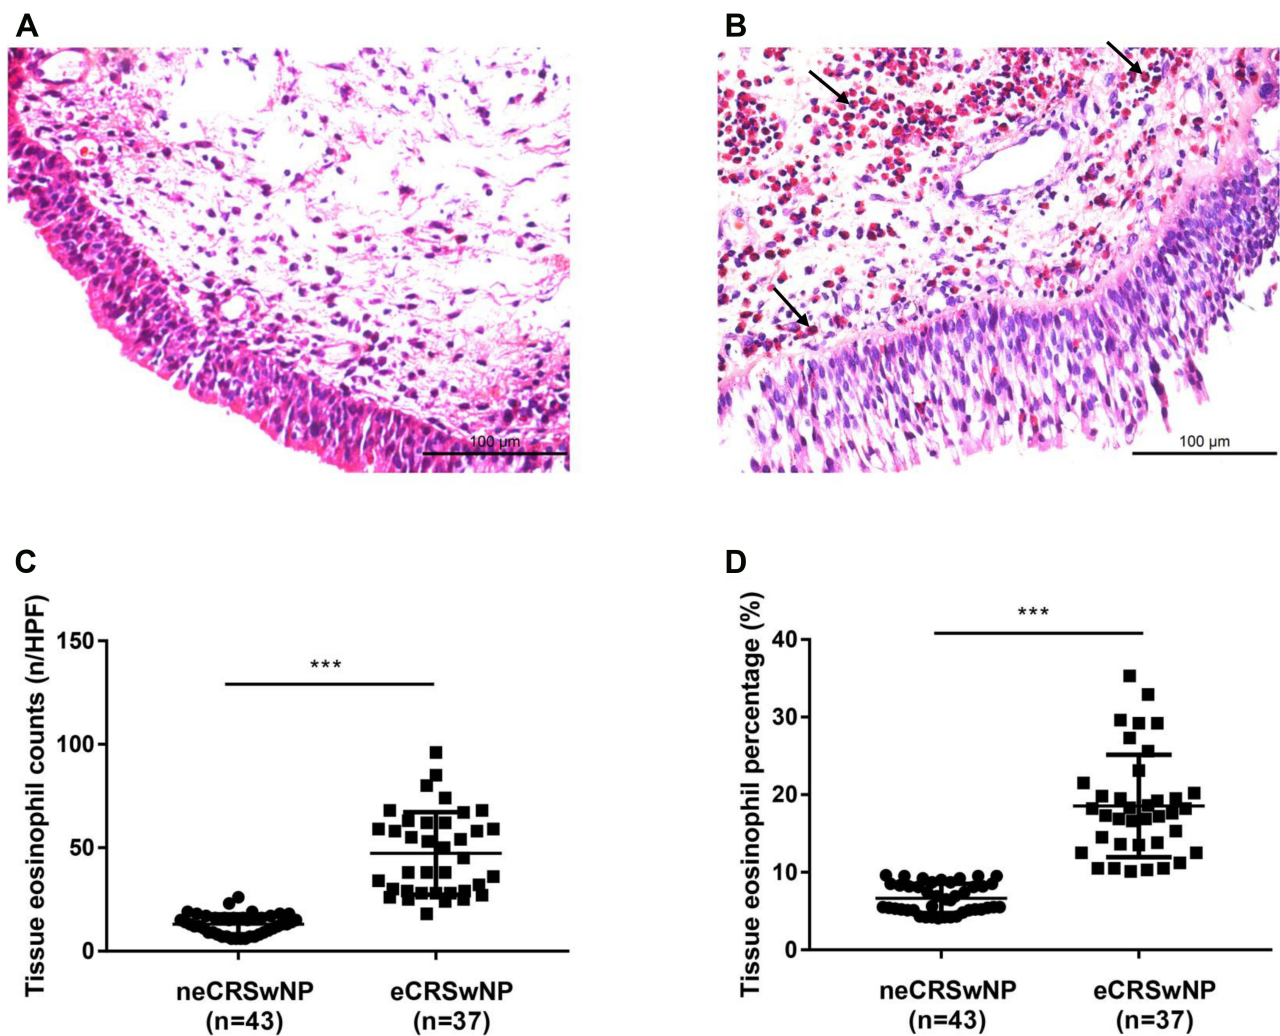 A
B
100 µm
100 µm
C
D
Tissue eosinophil counts (n/HPF)
150
100
50
0
***
neCRSwNP
(n=43)
eCRSwNP
(n=37)
Tissue eosinophil percentage (%)
40
30
20
10
0
***
neCRSwNP
(n=43)
eCRSwNP
(n=37)